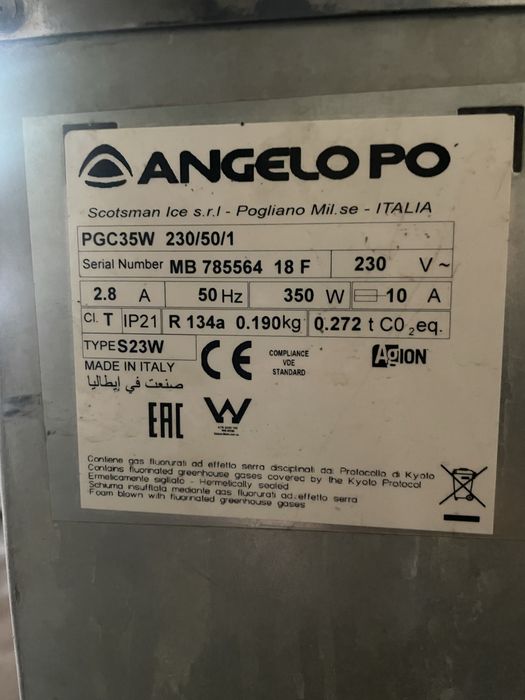 ANGELO PO
Scotsman Ice s.r.l - Pogliano Mil.se - ITALIA
PGC35W 230/50/1
Serial Number MB 785564 18 F 230 V~
2.8 A 50 Hz 350 W 10 A
Cl. T IP21 R 134a 0.190kg 0.272 t CO₂eq.
TYPE S23W
MADE IN ITALY
صنعت في إيطاليا
CE
COMPLIANCE
VDE
STANDARD
AgION
EAC
W
Contiene gas fluorurati ad effetto serra disciplinati dal Protocollo di Kyoto
Contains fluorinated greenhouse gases covered by the Kyoto Protocol
Ermeticamente sigillato - Hermetically sealed
Schiuma insufflata mediante gas fluorurati ad effetto serra
Foam blown with fluorinated greenhouse gases